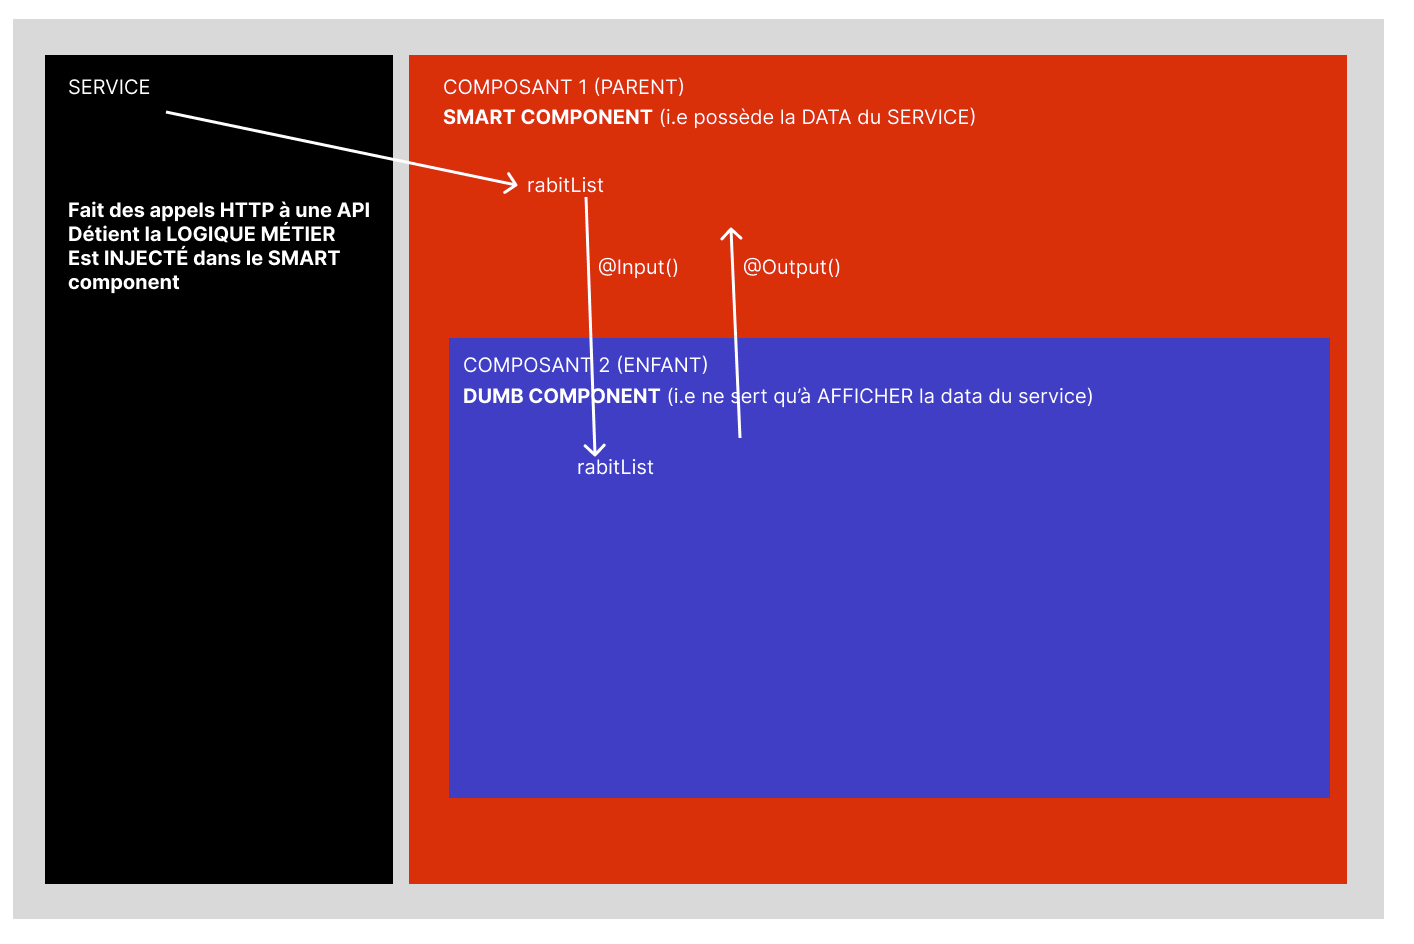 SERVICE
Fait des appels HTTP à une API
Détient la LOGIQUE MÉTIER
Est INJECTÉ dans le SMART
component
COMPOSANT 1 (PARENT)
SMART COMPONENT (i.e possède la DATA du SERVICE)
rabitList
@Input()
@Output()
COMPOSANT 2 (ENFANT)
DUMB COMPONENT (i.e ne sert qu’à AFFICHER la data du service)
rabitList